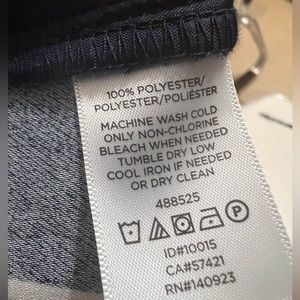 100% POLYESTER/
POLYESTER/POLIÉSTER
MACHINE WASH COLD
ONLY NON-CHLORINE
BLEACH WHEN NEEDED
TUMBLE DRY LOW
COOL IRON IF NEEDED
OR DRY CLEAN
488525
P
ID#10015
CA#57421
RN#140923